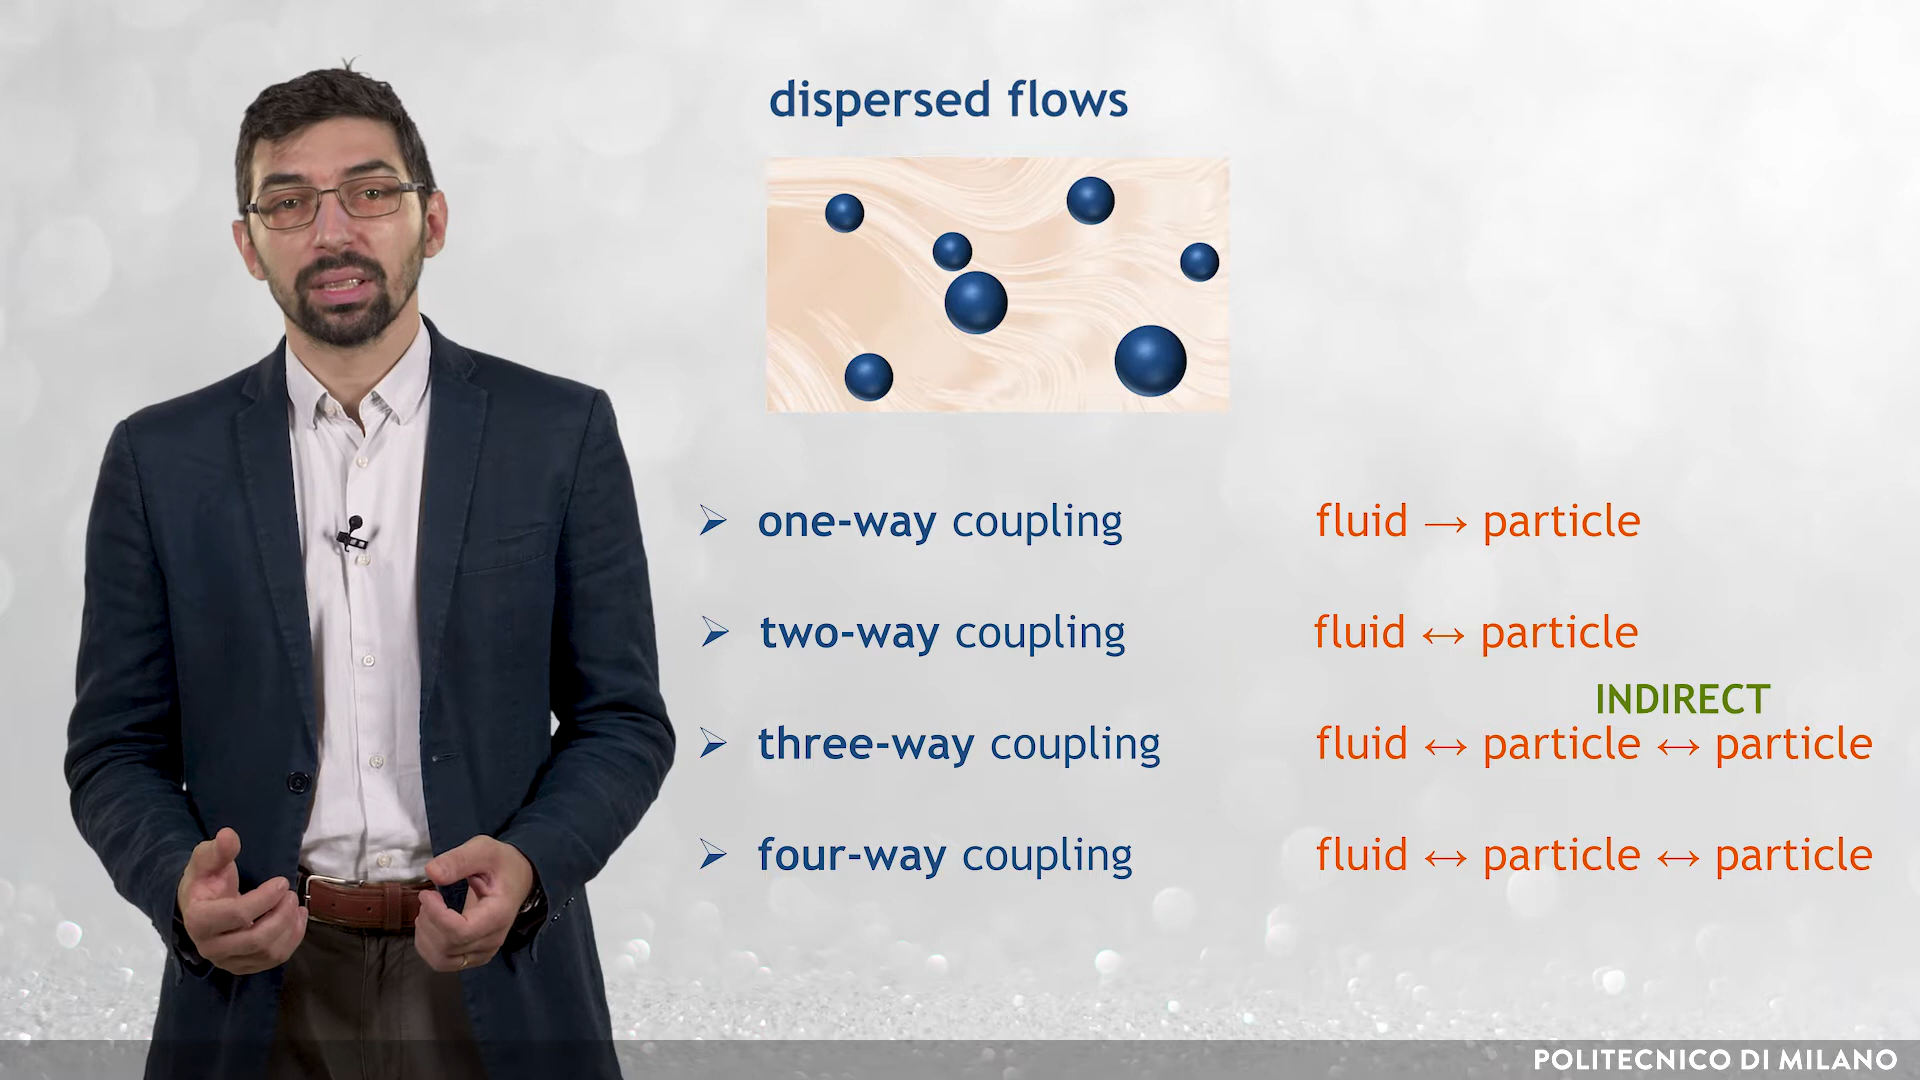 dispersed flows
➢ one-way coupling fluid → particle
➢ two-way coupling fluid ↔ particle
INDIRECT
➢ three-way coupling fluid ↔ particle ↔ particle
➢ four-way coupling fluid ↔ particle ↔ particle
POLITECNICO DI MILANO